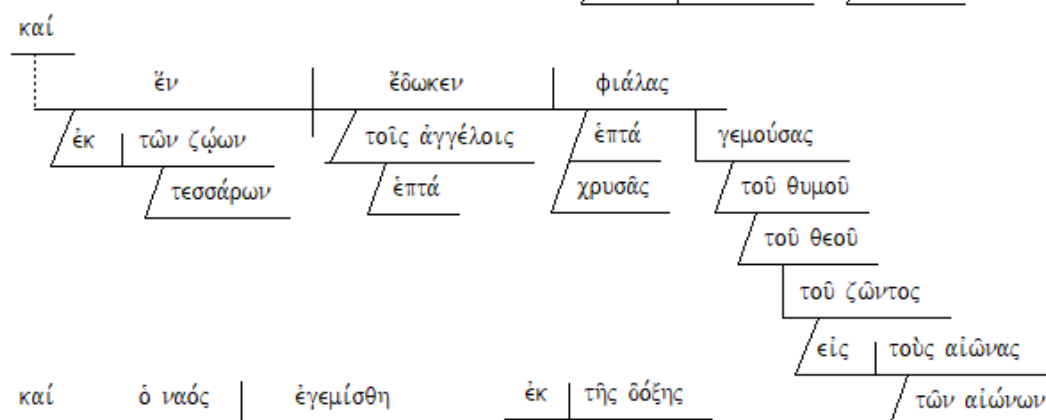 καί
ἕν ἔδωκεν φιάλας
ἐκ τῶν ζῴων τοῖς ἀγγέλοις ἑπτά γεμούσας
τεσσάρων ἑπτά χρυσᾶς τοῦ θυμοῦ
τοῦ θεοῦ
τοῦ ζῶντος
εἰς τοὺς αἰῶνας
καί ὁ ναός ἐγεμίσθη ἐκ τῆς δόξης τῶν αἰώνων